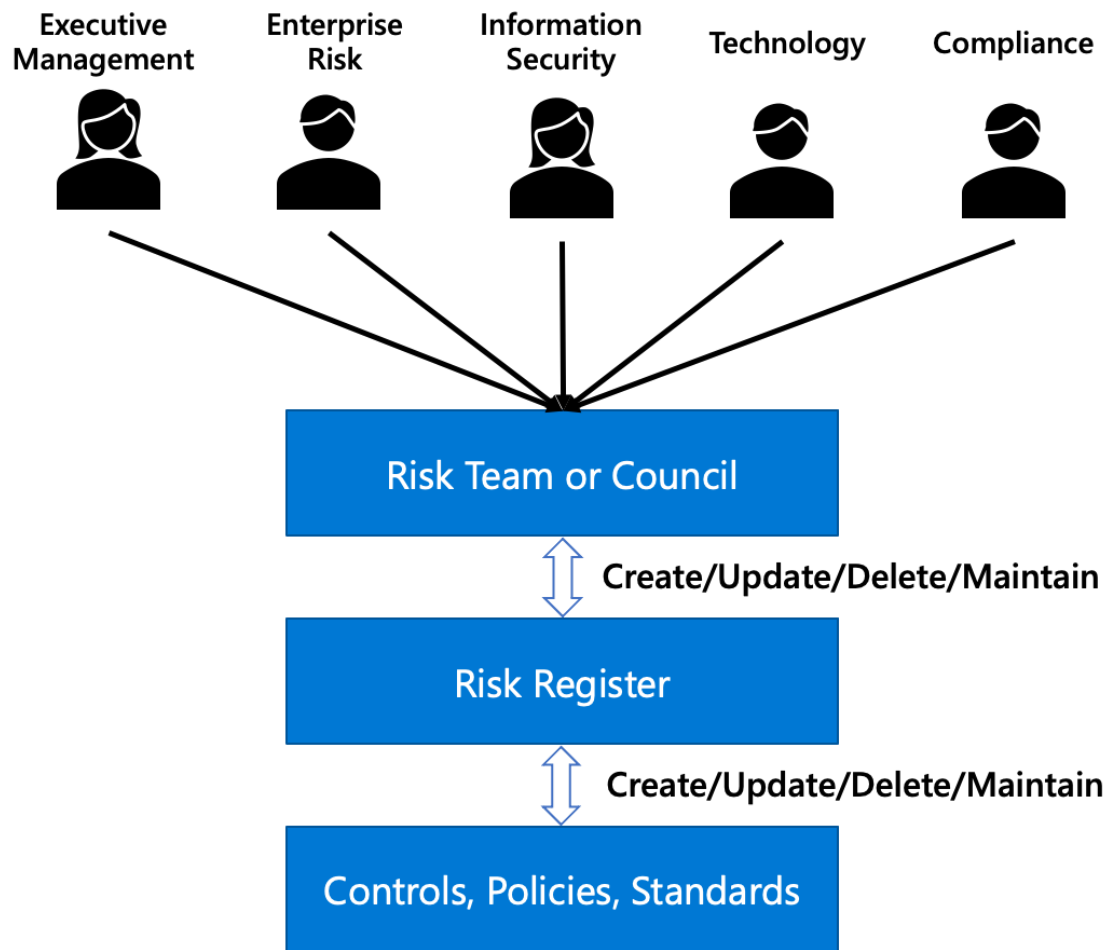 Executive
Management
Enterprise
Risk
Information
Security
Technology
Compliance
Risk Team or Council
Create/Update/Delete/Maintain
Risk Register
Create/Update/Delete/Maintain
Controls, Policies, Standards